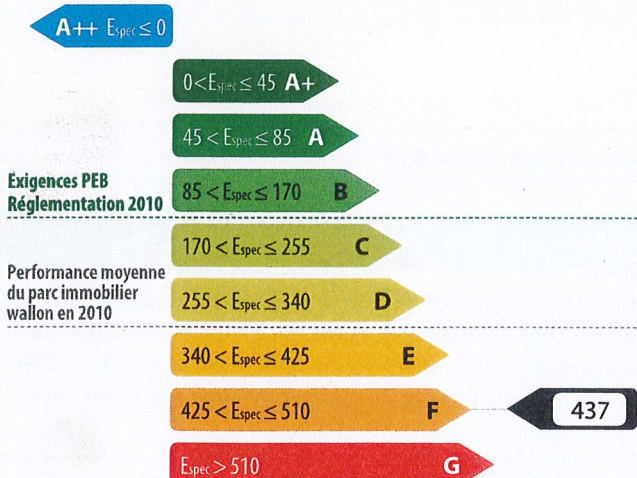 A++ Espec ≤ 0
0<Espec ≤ 45 A+
45 < Espec ≤ 85 A
Exigences PEB
Réglementation 2010
85 < Espec ≤ 170 B
170 < Espec ≤ 255 C
Performance moyenne
du parc immobilier
wallon en 2010
255 < Espec ≤ 340 D
340 < Espec ≤ 425 E
425 < Espec ≤ 510 F
437
Espec > 510 G